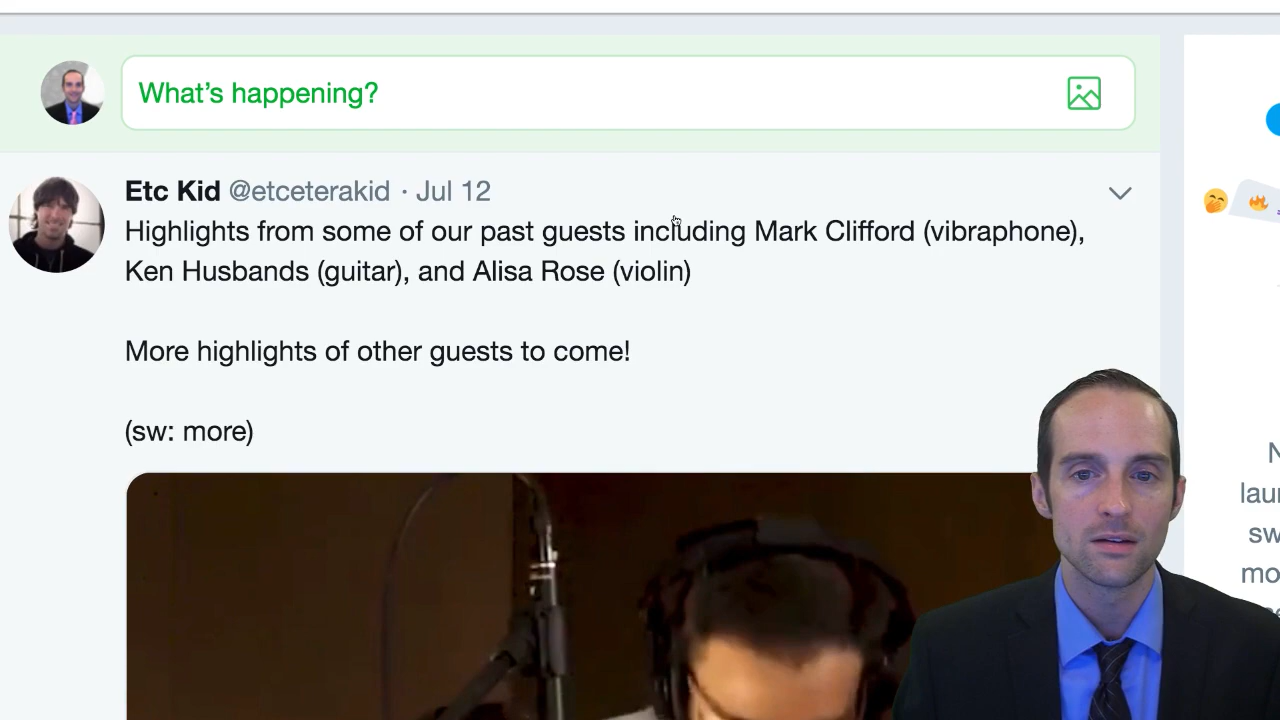 What's happening?
Etc Kid @etceterakid · Jul 12
Highlights from some of our past guests including Mark Clifford (vibraphone),
Ken Husbands (guitar), and Alisa Rose (violin)
More highlights of other guests to come!
(sw: more)